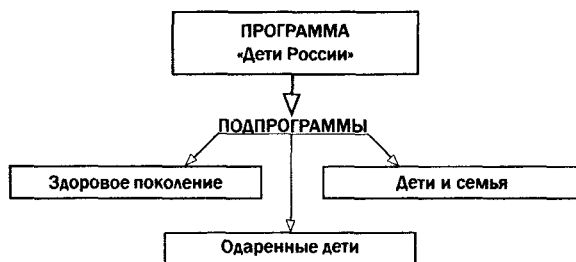 ПРОГРАММА
«Дети России»
ПОДПРОГРАММЫ
Здоровое поколение
Дети и семья
Одаренные дети